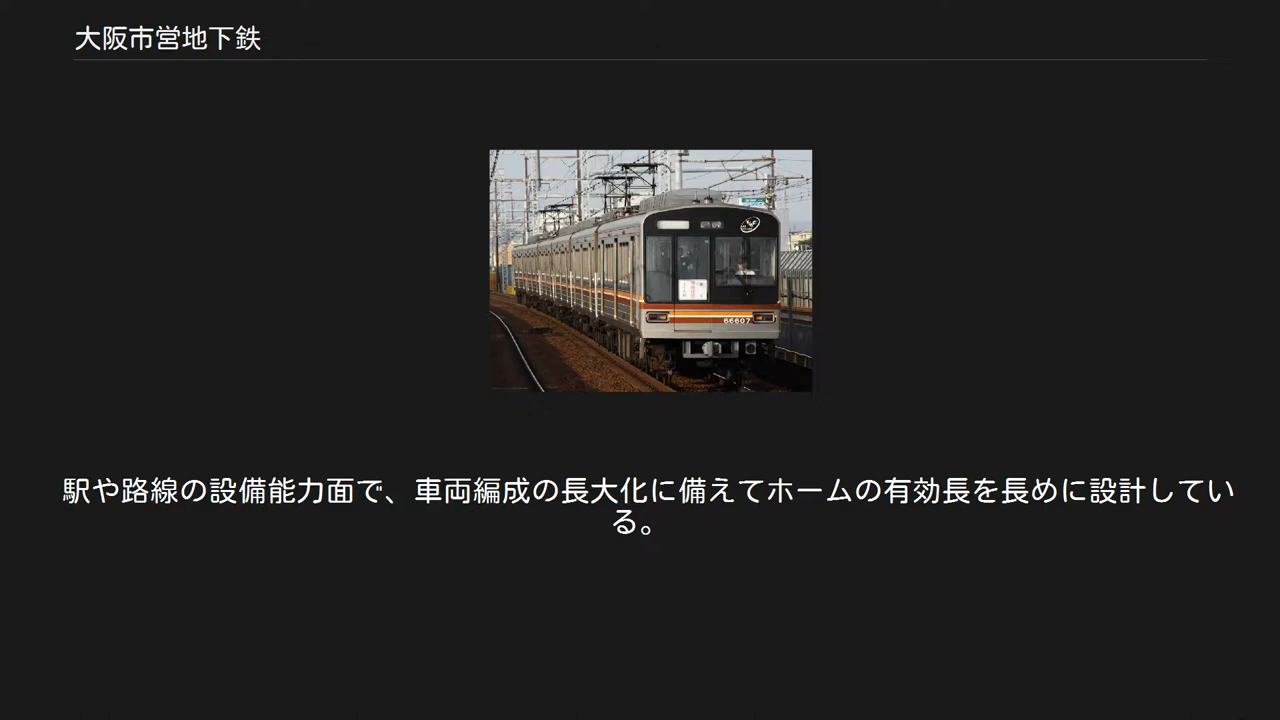 大阪市営地下鉄
66607
駅や路線の設備能力面で、車両編成の長大化に備えてホームの有効長を長めに設計してい
る。